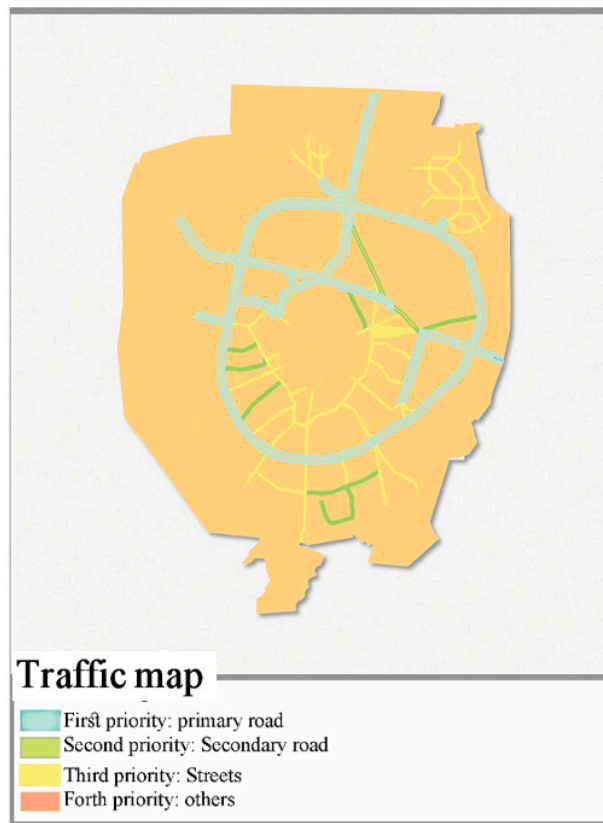 Traffic map
First priority: primary road
Second priority: Secondary road
Third priority: Streets
Forth priority: others